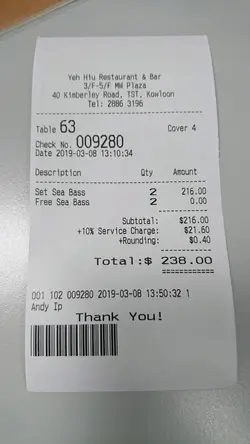 Yeh Hiu Restaurant & Bar
3/F-5/F MW Plaza
40 Kimberley Road, TST, Kowloon
Tel: 2886 3196
Table 63 Cover 4
Check No. 009280
Date 2019-03-08 13:10:34
Description Qty Amount
Set Sea Bass 2 216.00
Free Sea Bass 2 0.00
Subtotal: $216.00
+10% Service Charge: $21.60
+Rounding: $0.40
Total:$ 238.00
001 102 009280 2019-03-08 13:50:32 1
Andy Ip
Thank You!